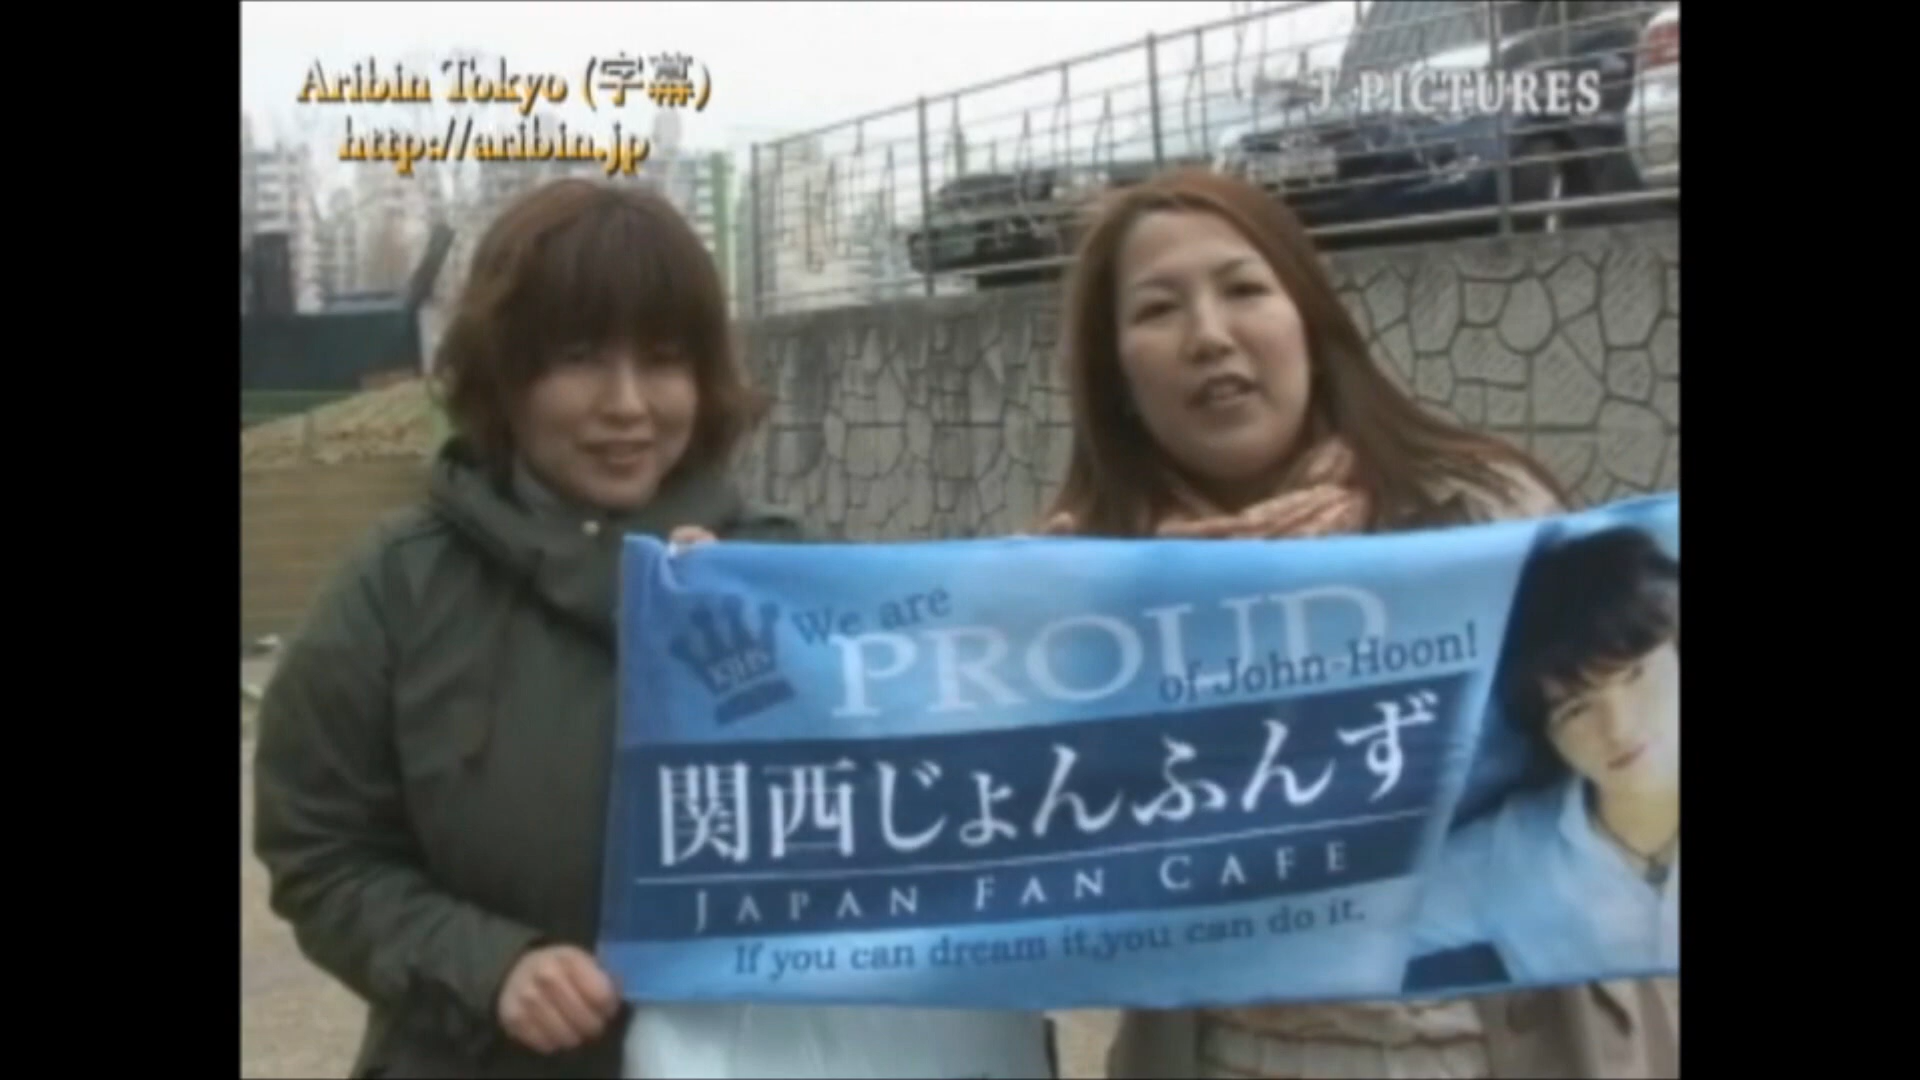 Aribin Tokyo (字幕)
http://aribin.jp
J PICTURES
We are
PROUD
of John-Hoon!
関西じょんふんず
JAPAN FAN CAFE
If you can dream it,you can do it.